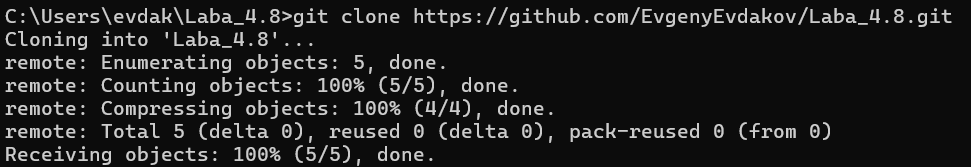 C:\Users\evdak\Laba_4.8>git clone https://github.com/EvgenyEvdakov/Laba_4.8.git
Cloning into 'Laba_4.8'...
remote: Enumerating objects: 5, done.
remote: Counting objects: 100% (5/5), done.
remote: Compressing objects: 100% (4/4), done.
remote: Total 5 (delta 0), reused 0 (delta 0), pack-reused 0 (from 0)
Receiving objects: 100% (5/5), done.